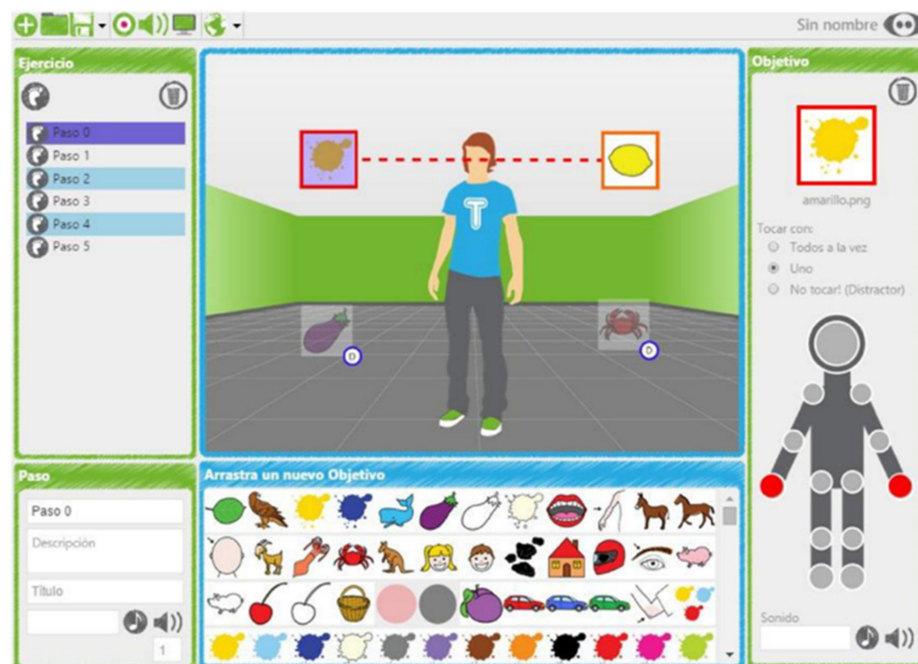 Sin nombre
Ejercicio
Paso 0
Paso 1
Paso 2
Paso 3
Paso 4
Paso 5
T
D
D
Objetivo
amarillo.png
Tocar con:
Todos a la vez
Uno
No tocar! (Distractor)
Sonido
Paso
Paso 0
Descripción
Título
1
Arrastra un nuevo Objetivo